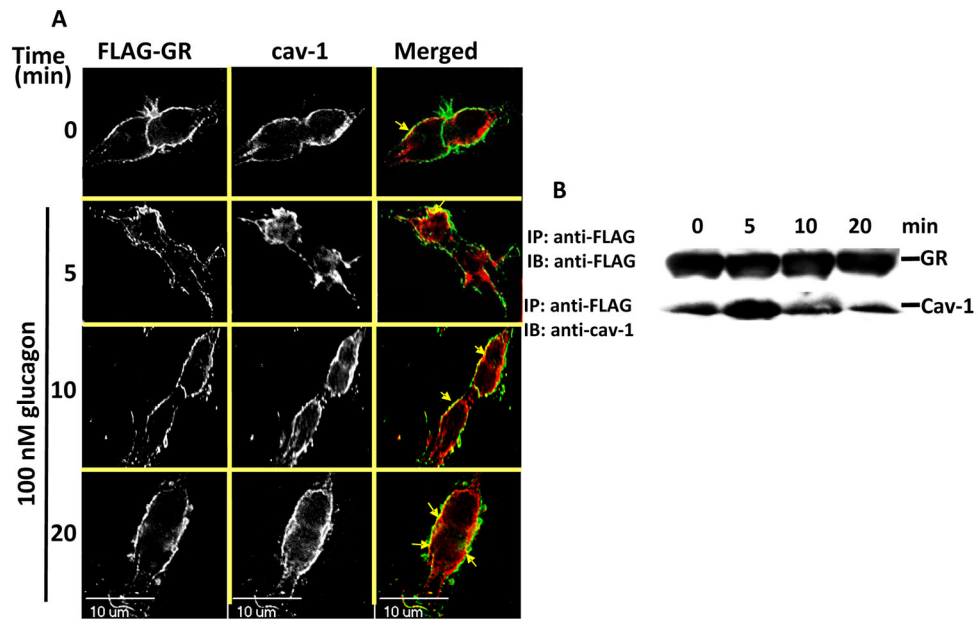 A
Time (min)
FLAG-GR
cav-1
Merged
0
5
10
20
100 nM glucagon
10 um
10 um
10 um
B
0 5 10 20 min
IP: anti-FLAG
IB: anti-FLAG
GR
IP: anti-FLAG
IB: anti-cav-1
Cav-1